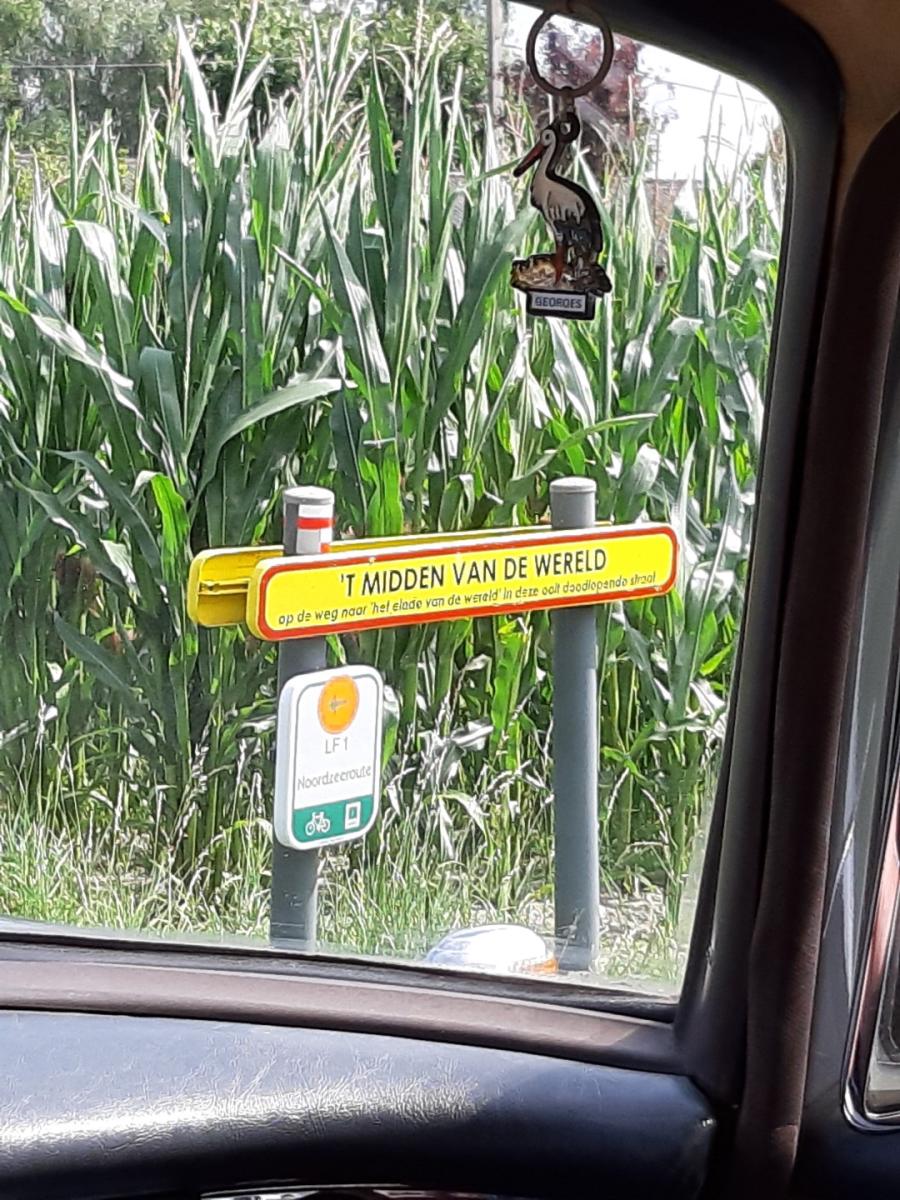 GEORGES
'T MIDDEN VAN DE WERELD
op de weg naar 'het einde van de wereld' in deze ooit doodlopende straat
LF1
Noordzeeroute